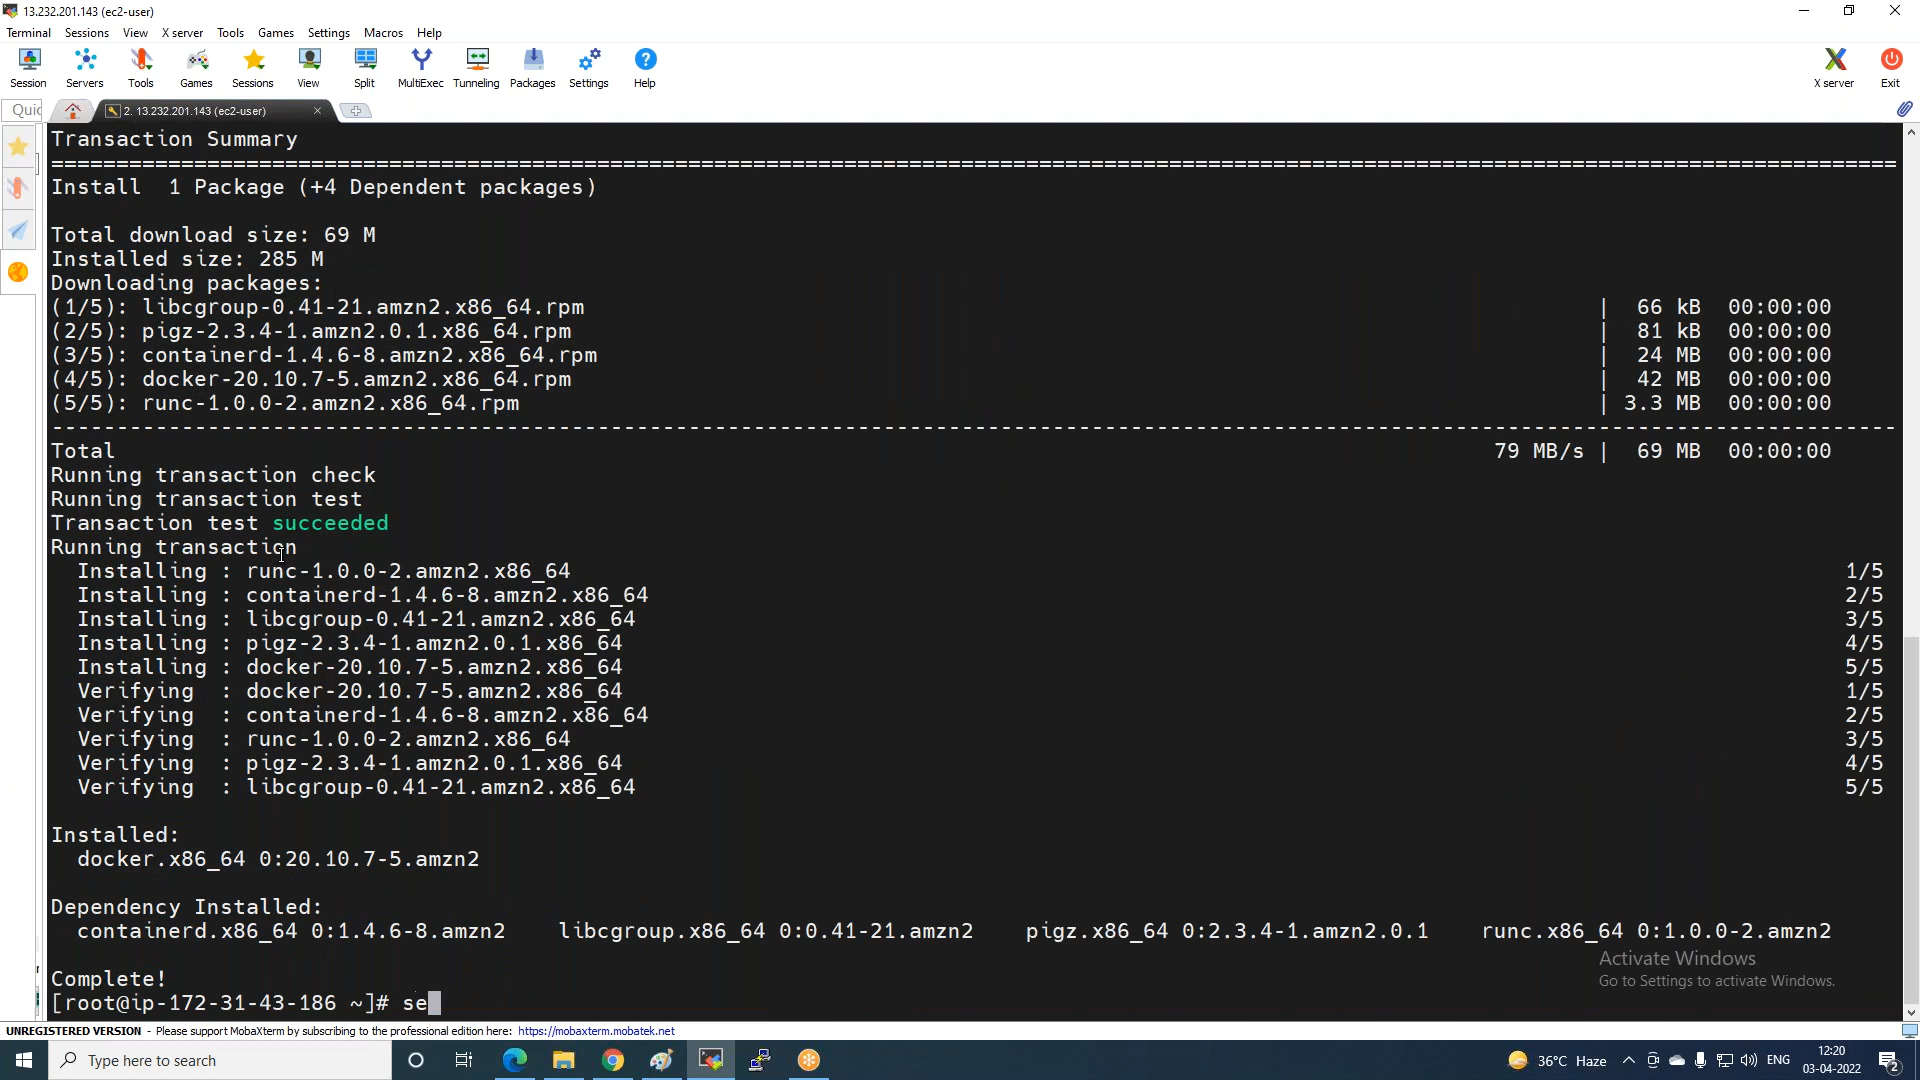 13.232.201.143 (ec2-user)
Terminal Sessions View X server Tools Games Settings Macros Help
Session Servers Tools Games Sessions View Split MultiExec Tunneling Packages Settings Help X server Exit
Quic 2. 13.232.201.143 (ec2-user)
Transaction Summary
================================================================================
Install  1 Package (+4 Dependent packages)
Total download size: 69 M
Installed size: 285 M
Downloading packages:
(1/5): libcgroup-0.41-21.amzn2.x86_64.rpm | 66 kB 00:00:00
(2/5): pigz-2.3.4-1.amzn2.0.1.x86_64.rpm | 81 kB 00:00:00
(3/5): containerd-1.4.6-8.amzn2.x86_64.rpm | 24 MB 00:00:00
(4/5): docker-20.10.7-5.amzn2.x86_64.rpm | 42 MB 00:00:00
(5/5): runc-1.0.0-2.amzn2.x86_64.rpm | 3.3 MB 00:00:00
--------------------------------------------------------------------------------
Total 79 MB/s | 69 MB 00:00:00
Running transaction check
Running transaction test
Transaction test succeeded
Running transaction
Installing : runc-1.0.0-2.amzn2.x86_64 1/5
Installing : containerd-1.4.6-8.amzn2.x86_64 2/5
Installing : libcgroup-0.41-21.amzn2.x86_64 3/5
Installing : pigz-2.3.4-1.amzn2.0.1.x86_64 4/5
Installing : docker-20.10.7-5.amzn2.x86_64 5/5
Verifying : docker-20.10.7-5.amzn2.x86_64 1/5
Verifying : containerd-1.4.6-8.amzn2.x86_64 2/5
Verifying : runc-1.0.0-2.amzn2.x86_64 3/5
Verifying : pigz-2.3.4-1.amzn2.0.1.x86_64 4/5
Verifying : libcgroup-0.41-21.amzn2.x86_64 5/5
Installed:
docker.x86_64 0:20.10.7-5.amzn2
Dependency Installed:
containerd.x86_64 0:1.4.6-8.amzn2 libcgroup.x86_64 0:0.41-21.amzn2 pigz.x86_64 0:2.3.4-1.amzn2.0.1 runc.x86_64 0:1.0.0-2.amzn2
Activate Windows
Complete!
Go to Settings to activate Windows.
[root@ip-172-31-43-186 ~]# se
UNREGISTERED VERSION - Please support MobaXterm by subscribing to the professional edition here: https://mobaxterm.mobatek.net
Type here to search 36°C Haze ENG 12:20
03-04-2022 2